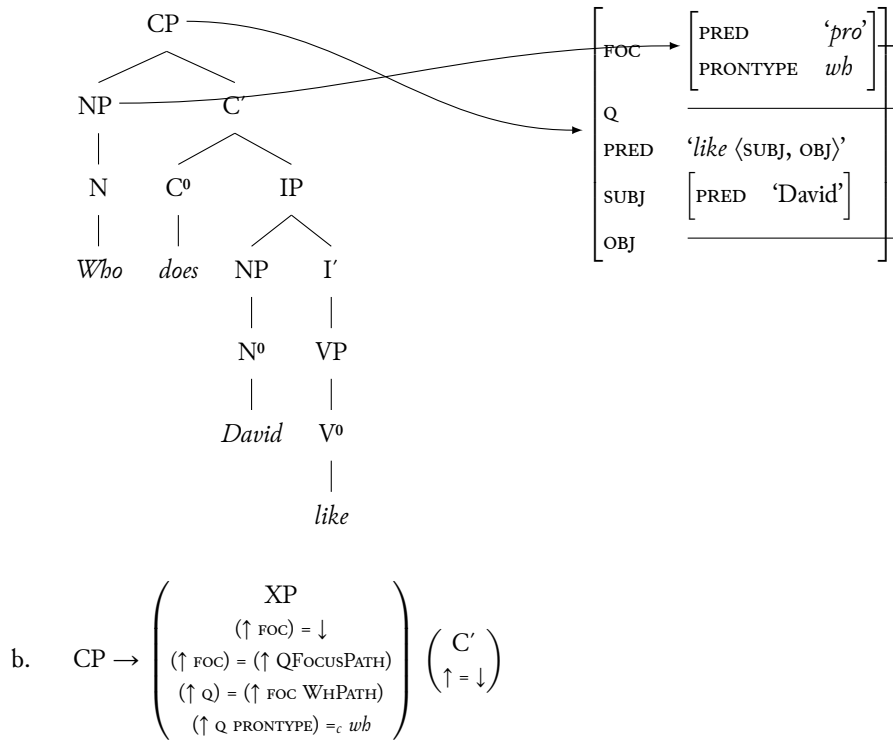 CP
FOC [PRED ‘pro’
PRONTYPE wh]
NP C′
Q
PRED ‘like ⟨SUBJ, OBJ⟩’
N C⁰ IP
SUBJ [PRED ‘David’]
OBJ
Who does NP I′
N⁰ VP
David V⁰
like
b. CP → ( XP
(↑ FOC) = ↓
(↑ FOC) = (↑ QFOCUSPATH)
(↑ Q) = (↑ FOC WHPATH)
(↑ Q PRONTYPE) =c wh )
( C′
↑ = ↓ )